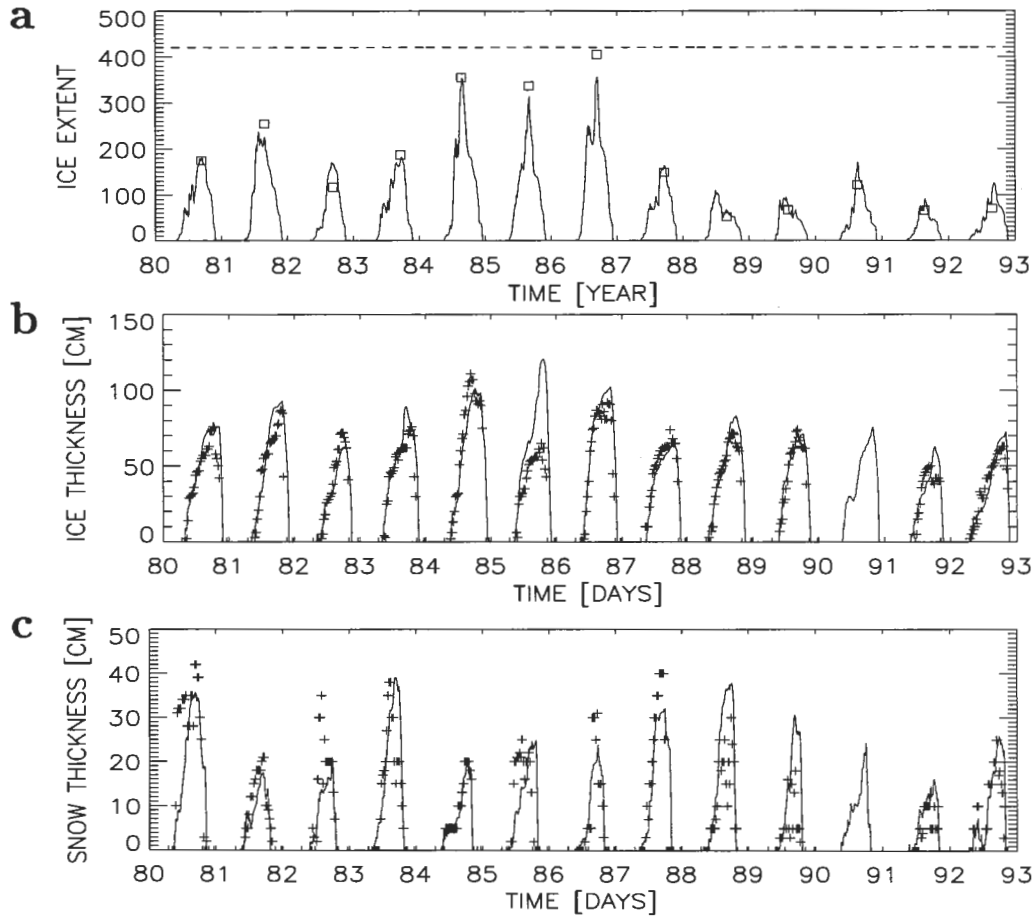 a
500
400
300
200
100
0
ICE EXTENT
80 81 82 83 84 85 86 87 88 89 90 91 92 93
TIME [YEAR]
b
150
100
50
0
ICE THICKNESS [CM]
80 81 82 83 84 85 86 87 88 89 90 91 92 93
TIME [DAYS]
c
50
40
30
20
10
0
SNOW THICKNESS [CM]
80 81 82 83 84 85 86 87 88 89 90 91 92 93
TIME [DAYS]